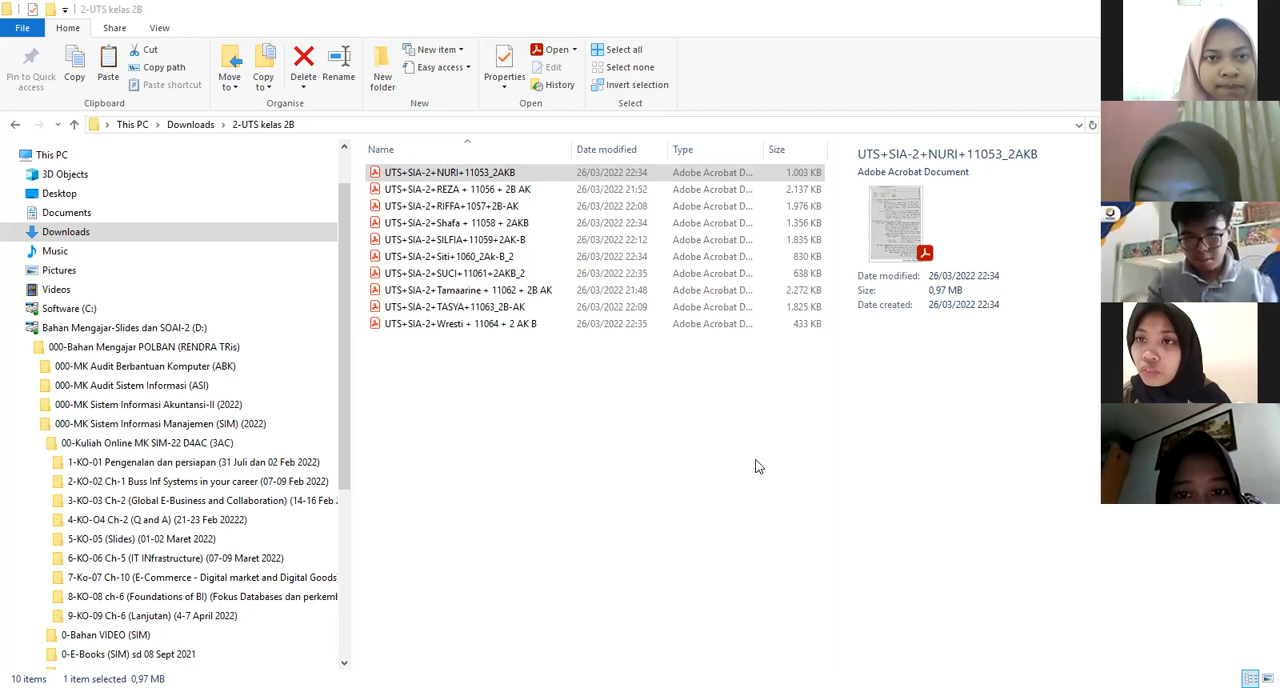 2-UTS kelas 2B
File Home Share View
Pin to Quick access
Copy
Paste
Cut
Copy path
Paste shortcut
Clipboard
Move to
Copy to
Delete
Rename
Organise
New folder
New item
Easy access
New
Properties
Open
Edit
History
Open
Select all
Select none
Invert selection
Select
This PC > Downloads > 2-UTS kelas 2B
This PC
3D Objects
Desktop
Documents
Downloads
Music
Pictures
Videos
Software (C:)
Bahan Mengajar-Slides dan SOAI-2 (D:)
000-Bahan Mengajar POLBAN (RENDRA TRis)
000-MK Audit Berbantuan Komputer (ABK)
000-MK Audit Sistem Informasi (ASI)
000-MK Sistem Informasi Akuntansi-II (2022)
000-MK Sistem Informasi Manajemen (SIM) (2022)
00-Kuliah Online MK SIM-22 D4AC (3AC)
1-KO-01 Pengenalan dan persiapan (31 Juli dan 02 Feb 2022)
2-KO-02 Ch-1 Buss Inf Systems in your career (07-09 Feb 2022)
3-KO-03 Ch-2 (Global E-Business and Collaboration) (14-16 Feb 2
4-KO-O4 Ch-2 (Q and A) (21-23 Feb 20222)
5-KO-05 (Slides) (01-02 Maret 2022)
6-KO-06 Ch-5 (IT INfrastructure) (07-09 Maret 2022)
7-Ko-07 Ch-10 (E-Commerce - Digital market and Digital Goods)
8-KO-08 ch-6 (Foundations of BI) (Fokus Databases dan perkemb
9-KO-09 Ch-6 (Lanjutan) (4-7 April 2022)
0-Bahan VIDEO (SIM)
0-E-Books (SIM) sd 08 Sept 2021
Name Date modified Type Size
UTS+SIA-2+NURI+11053_2AKB 26/03/2022 22:34 Adobe Acrobat D... 1.003 KB
UTS+SIA-2+REZA + 11056 + 2B AK 26/03/2022 21:52 Adobe Acrobat D... 2.137 KB
UTS+SIA-2+RIFFA+1057+2B-AK 26/03/2022 22:08 Adobe Acrobat D... 1.976 KB
UTS+SIA-2+Shafa + 11058 + 2AKB 26/03/2022 22:34 Adobe Acrobat D... 1.356 KB
UTS+SIA-2+SILFIA+11059+2AK-B 26/03/2022 22:12 Adobe Acrobat D... 1.835 KB
UTS+SIA-2+Siti+1060_2Ak-B_2 26/03/2022 22:34 Adobe Acrobat D... 830 KB
UTS+SIA-2+SUCI+11061+2AKB_2 26/03/2022 22:35 Adobe Acrobat D... 638 KB
UTS+SIA-2+Tamaarine + 11062 + 2B AK 26/03/2022 21:48 Adobe Acrobat D... 2.272 KB
UTS+SIA-2+TASYA+11063_2B-AK 26/03/2022 22:09 Adobe Acrobat D... 1.825 KB
UTS+SIA-2+Wresti + 11064 + 2 AK B 26/03/2022 22:35 Adobe Acrobat D... 433 KB
UTS+SIA-2+NURI+11053_2AKB
Adobe Acrobat Document
Date modified: 26/03/2022 22:34
Size: 0,97 MB
Date created: 26/03/2022 22:34
10 items 1 item selected 0,97 MB